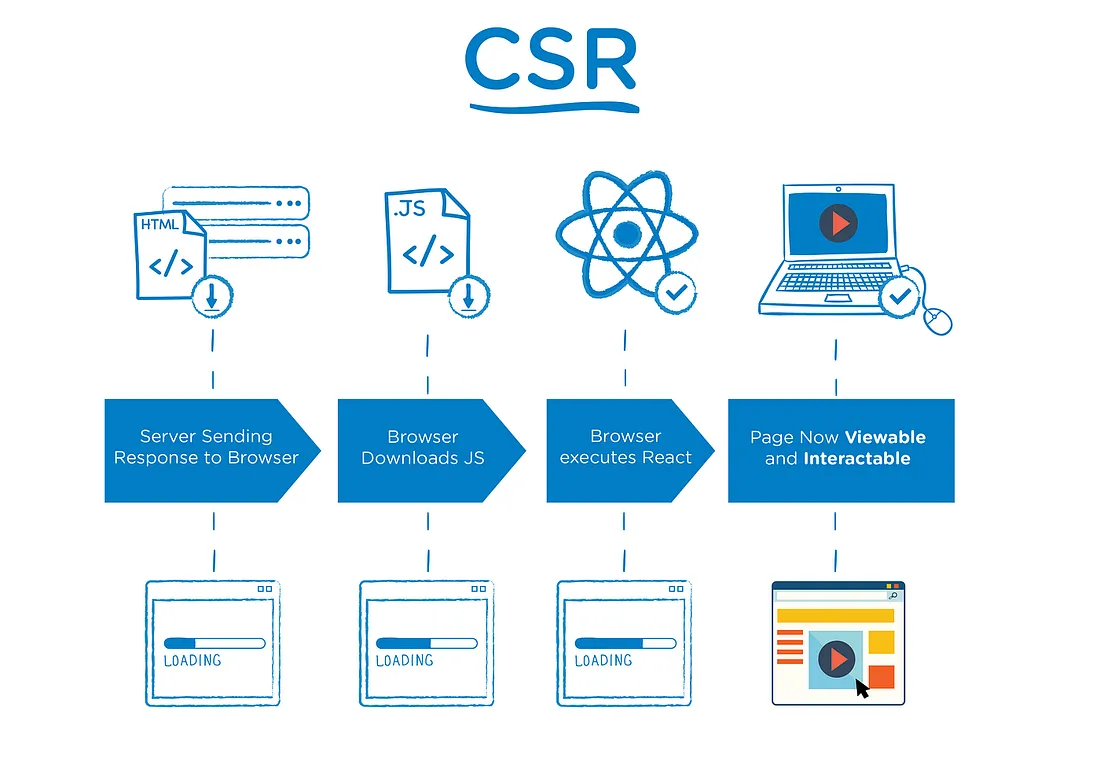 CSR
HTML
</>
.JS
</>
Server Sending
Response to Browser
Browser
Downloads JS
Browser
executes React
Page Now Viewable
and Interactable
LOADING
LOADING
LOADING